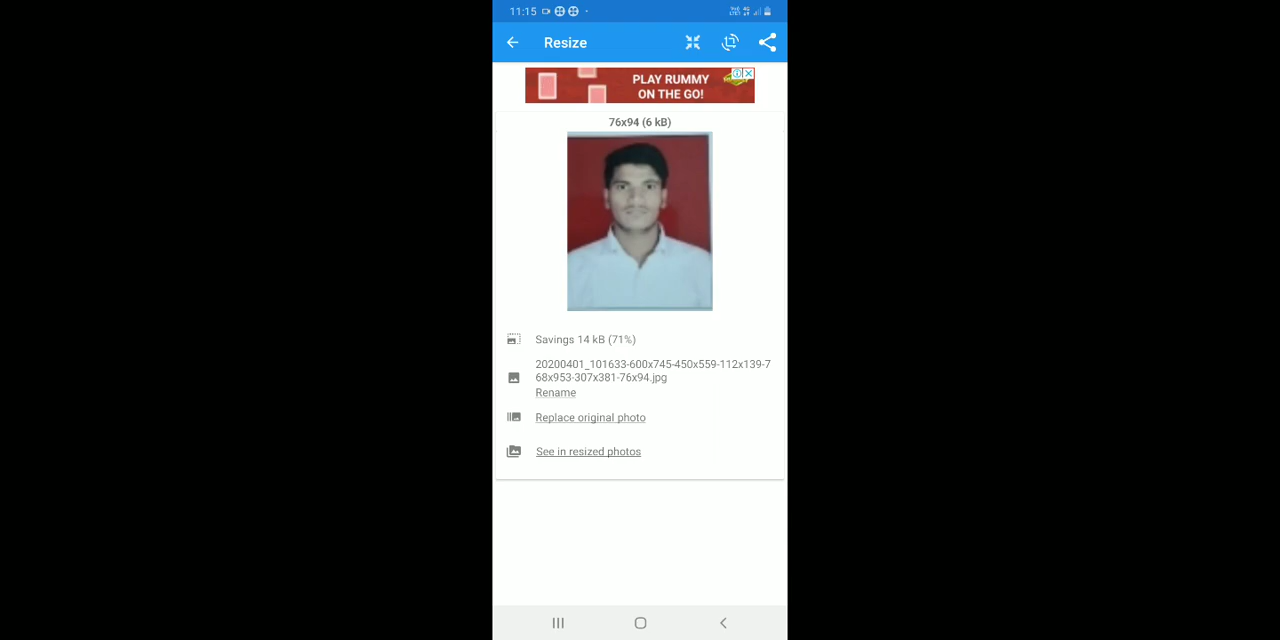 11:15
Resize
PLAY RUMMY
ON THE GO!
76x94 (6 kB)
Savings 14 kB (71%)
20200401_101633-600x745-450x559-112x139-7
68x953-307x381-76x94.jpg
Rename
Replace original photo
See in resized photos